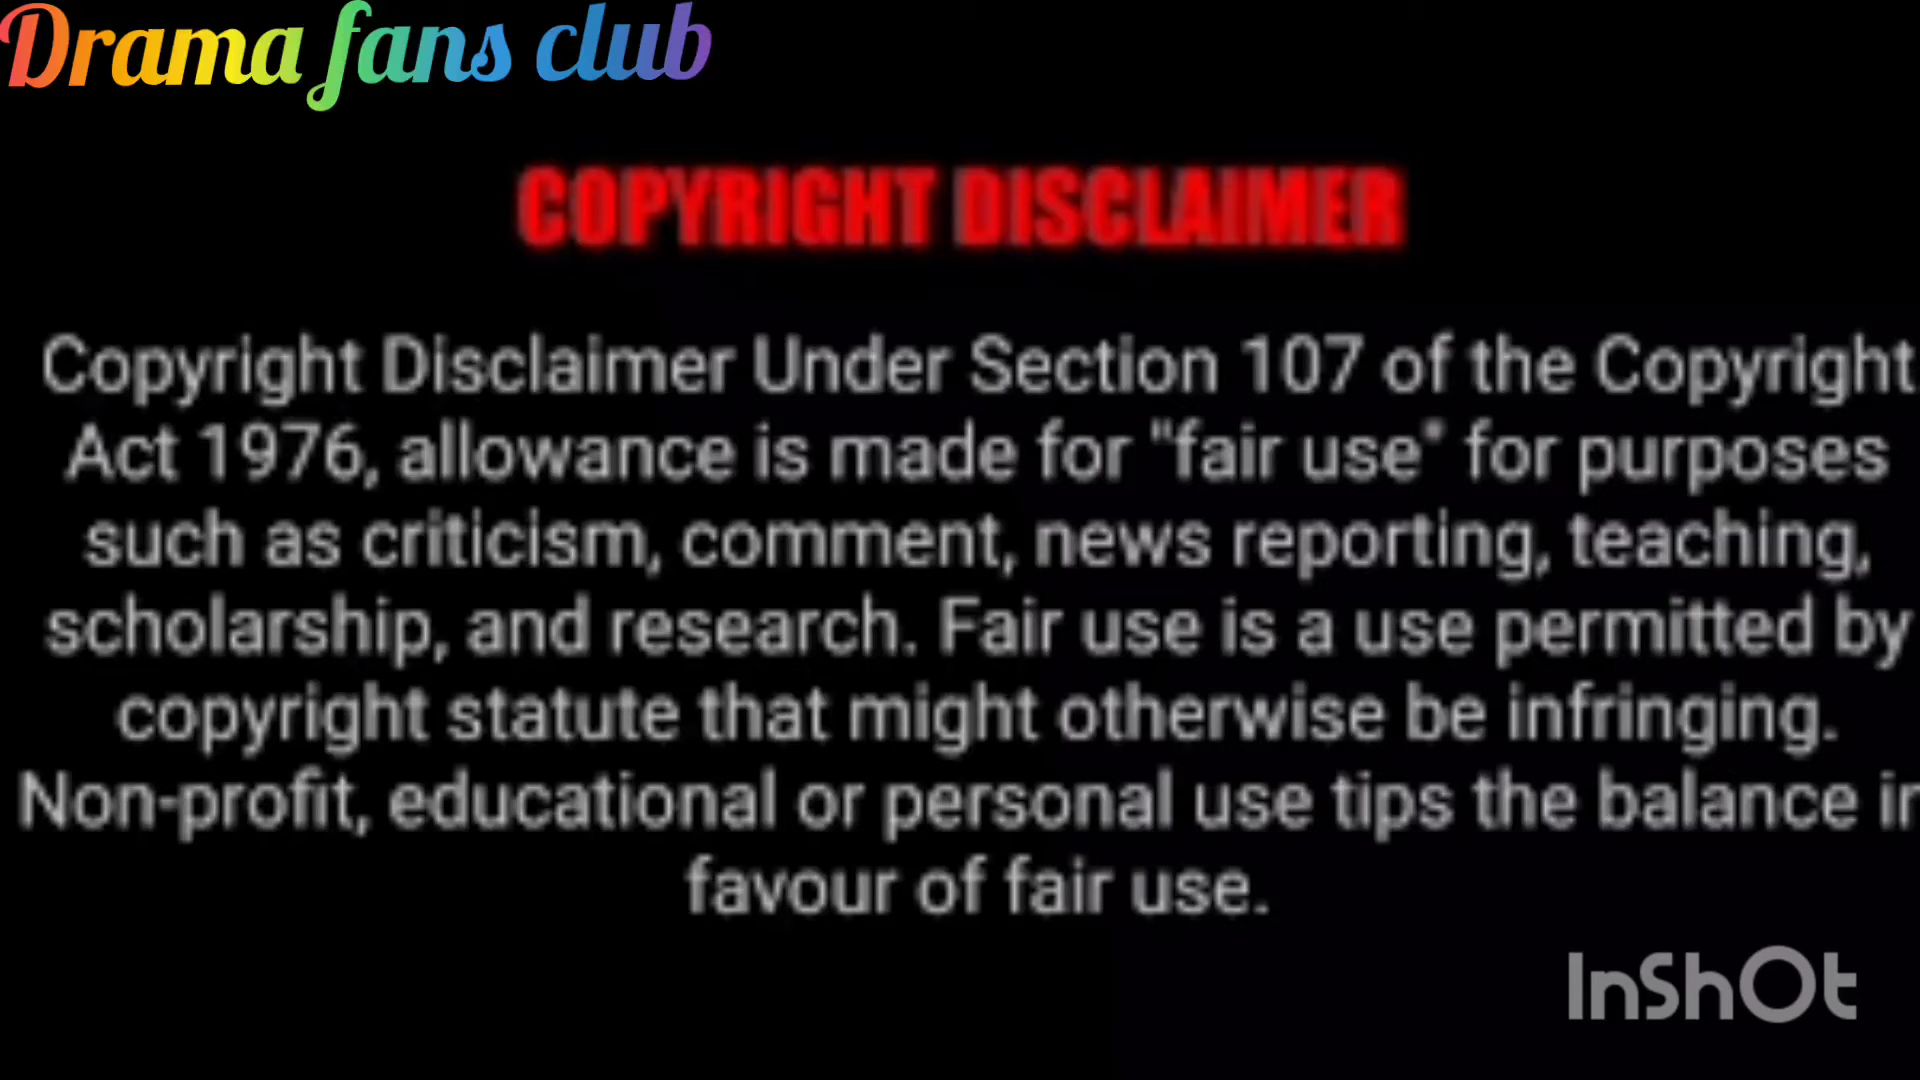 Drama fans club
COPYRIGHT DISCLAIMER
Copyright Disclaimer Under Section 107 of the Copyright
Act 1976, allowance is made for "fair use" for purposes
such as criticism, comment, news reporting, teaching,
scholarship, and research. Fair use is a use permitted by
copyright statute that might otherwise be infringing.
Non-profit, educational or personal use tips the balance in
favour of fair use.
InShOt